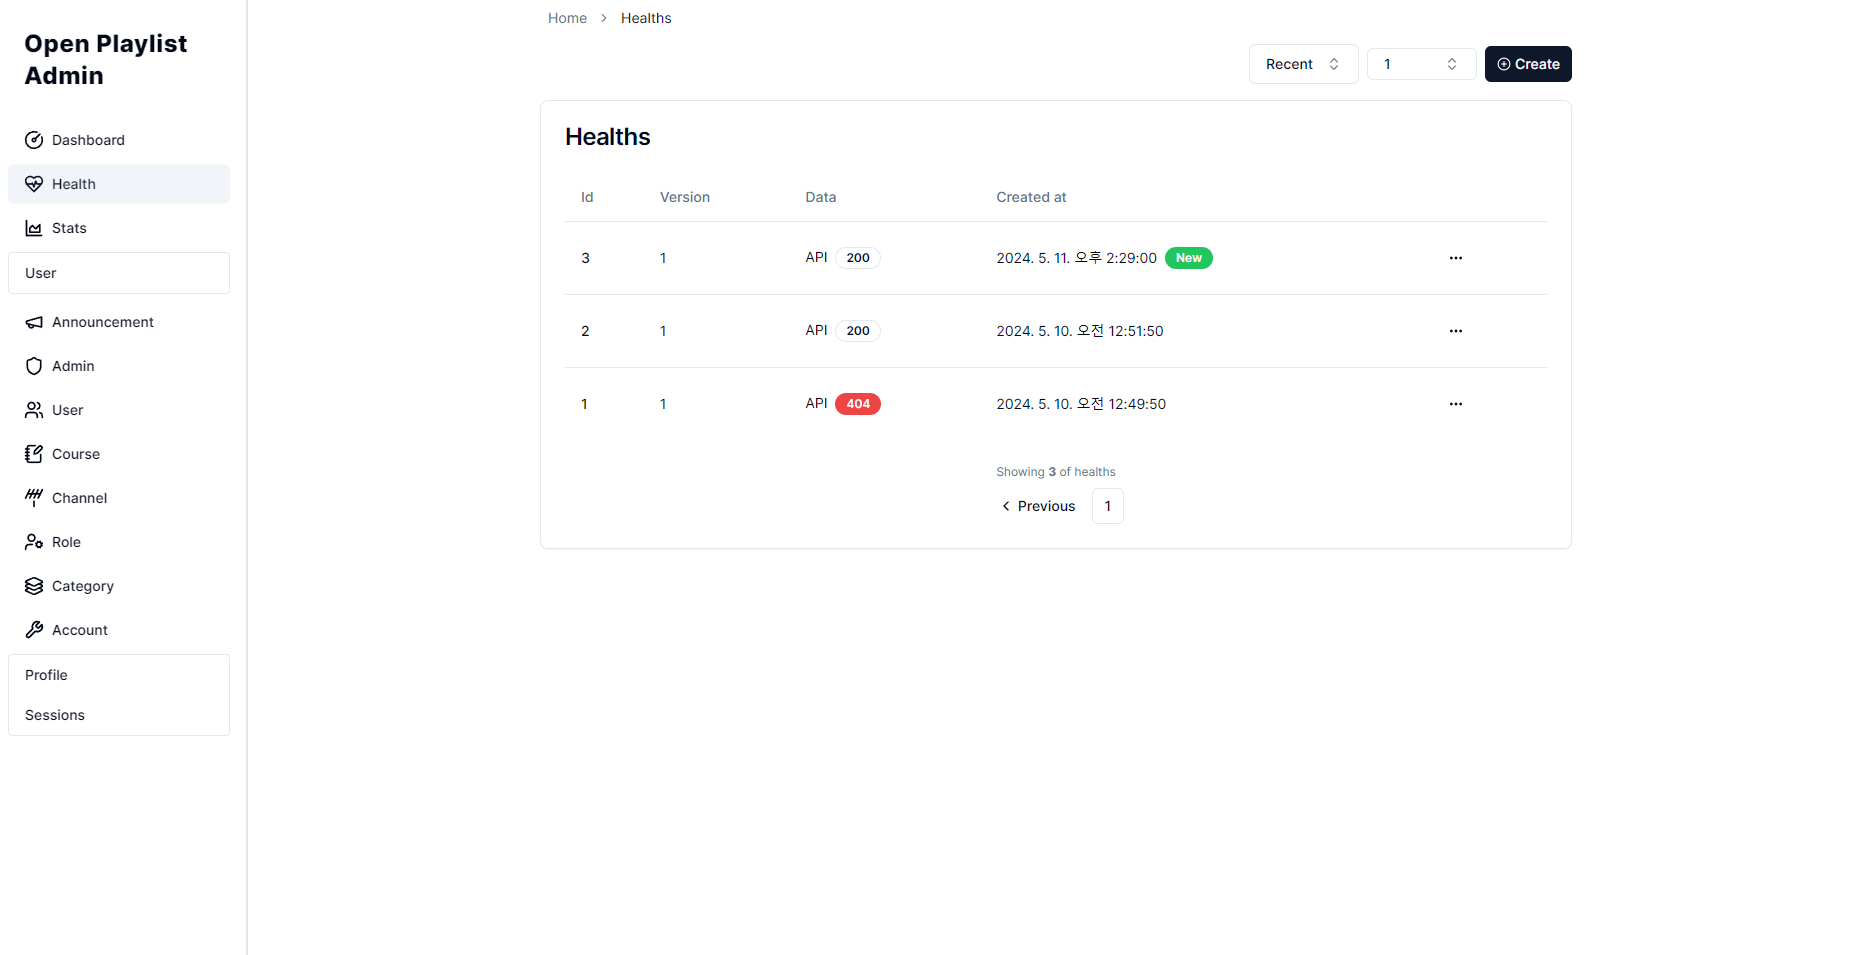 Open Playlist
Admin
Dashboard
Health
Stats
User
Announcement
Admin
User
Course
Channel
Role
Category
Account
Profile
Sessions
Home > Healths
Recent 1 Create
Healths
Id Version Data Created at
3 1 API 200 2024. 5. 11. 오후 2:29:00 New ...
2 1 API 200 2024. 5. 10. 오전 12:51:50 ...
1 1 API 404 2024. 5. 10. 오전 12:49:50 ...
Showing 3 of healths
Previous 1